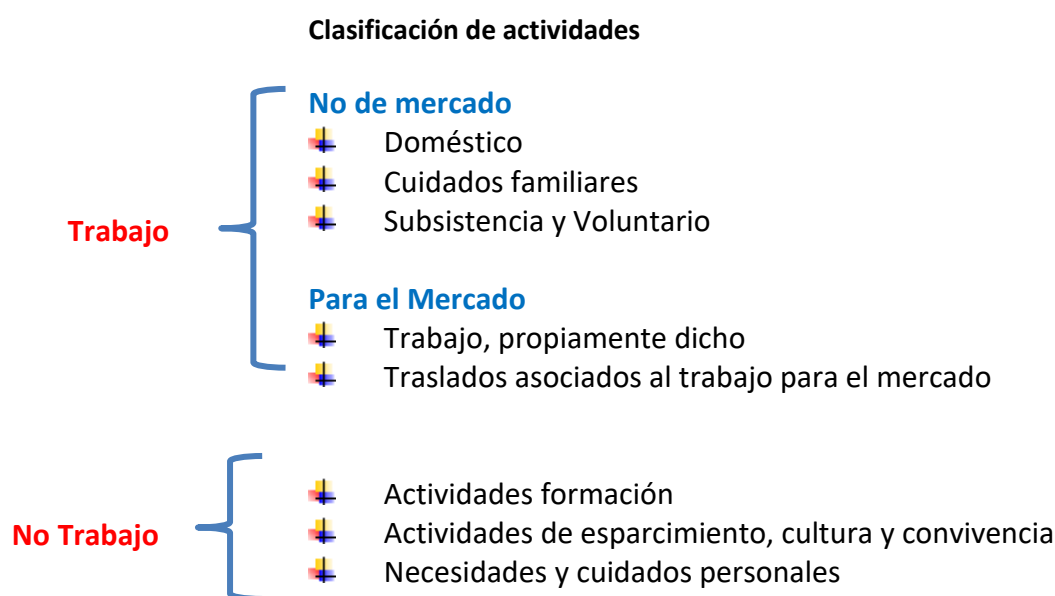 Clasificación de actividades
No de mercado
Doméstico
Cuidados familiares
Subsistencia y Voluntario
Trabajo
Para el Mercado
Trabajo, propiamente dicho
Traslados asociados al trabajo para el mercado
Actividades formación
No Trabajo
Actividades de esparcimiento, cultura y convivencia
Necesidades y cuidados personales